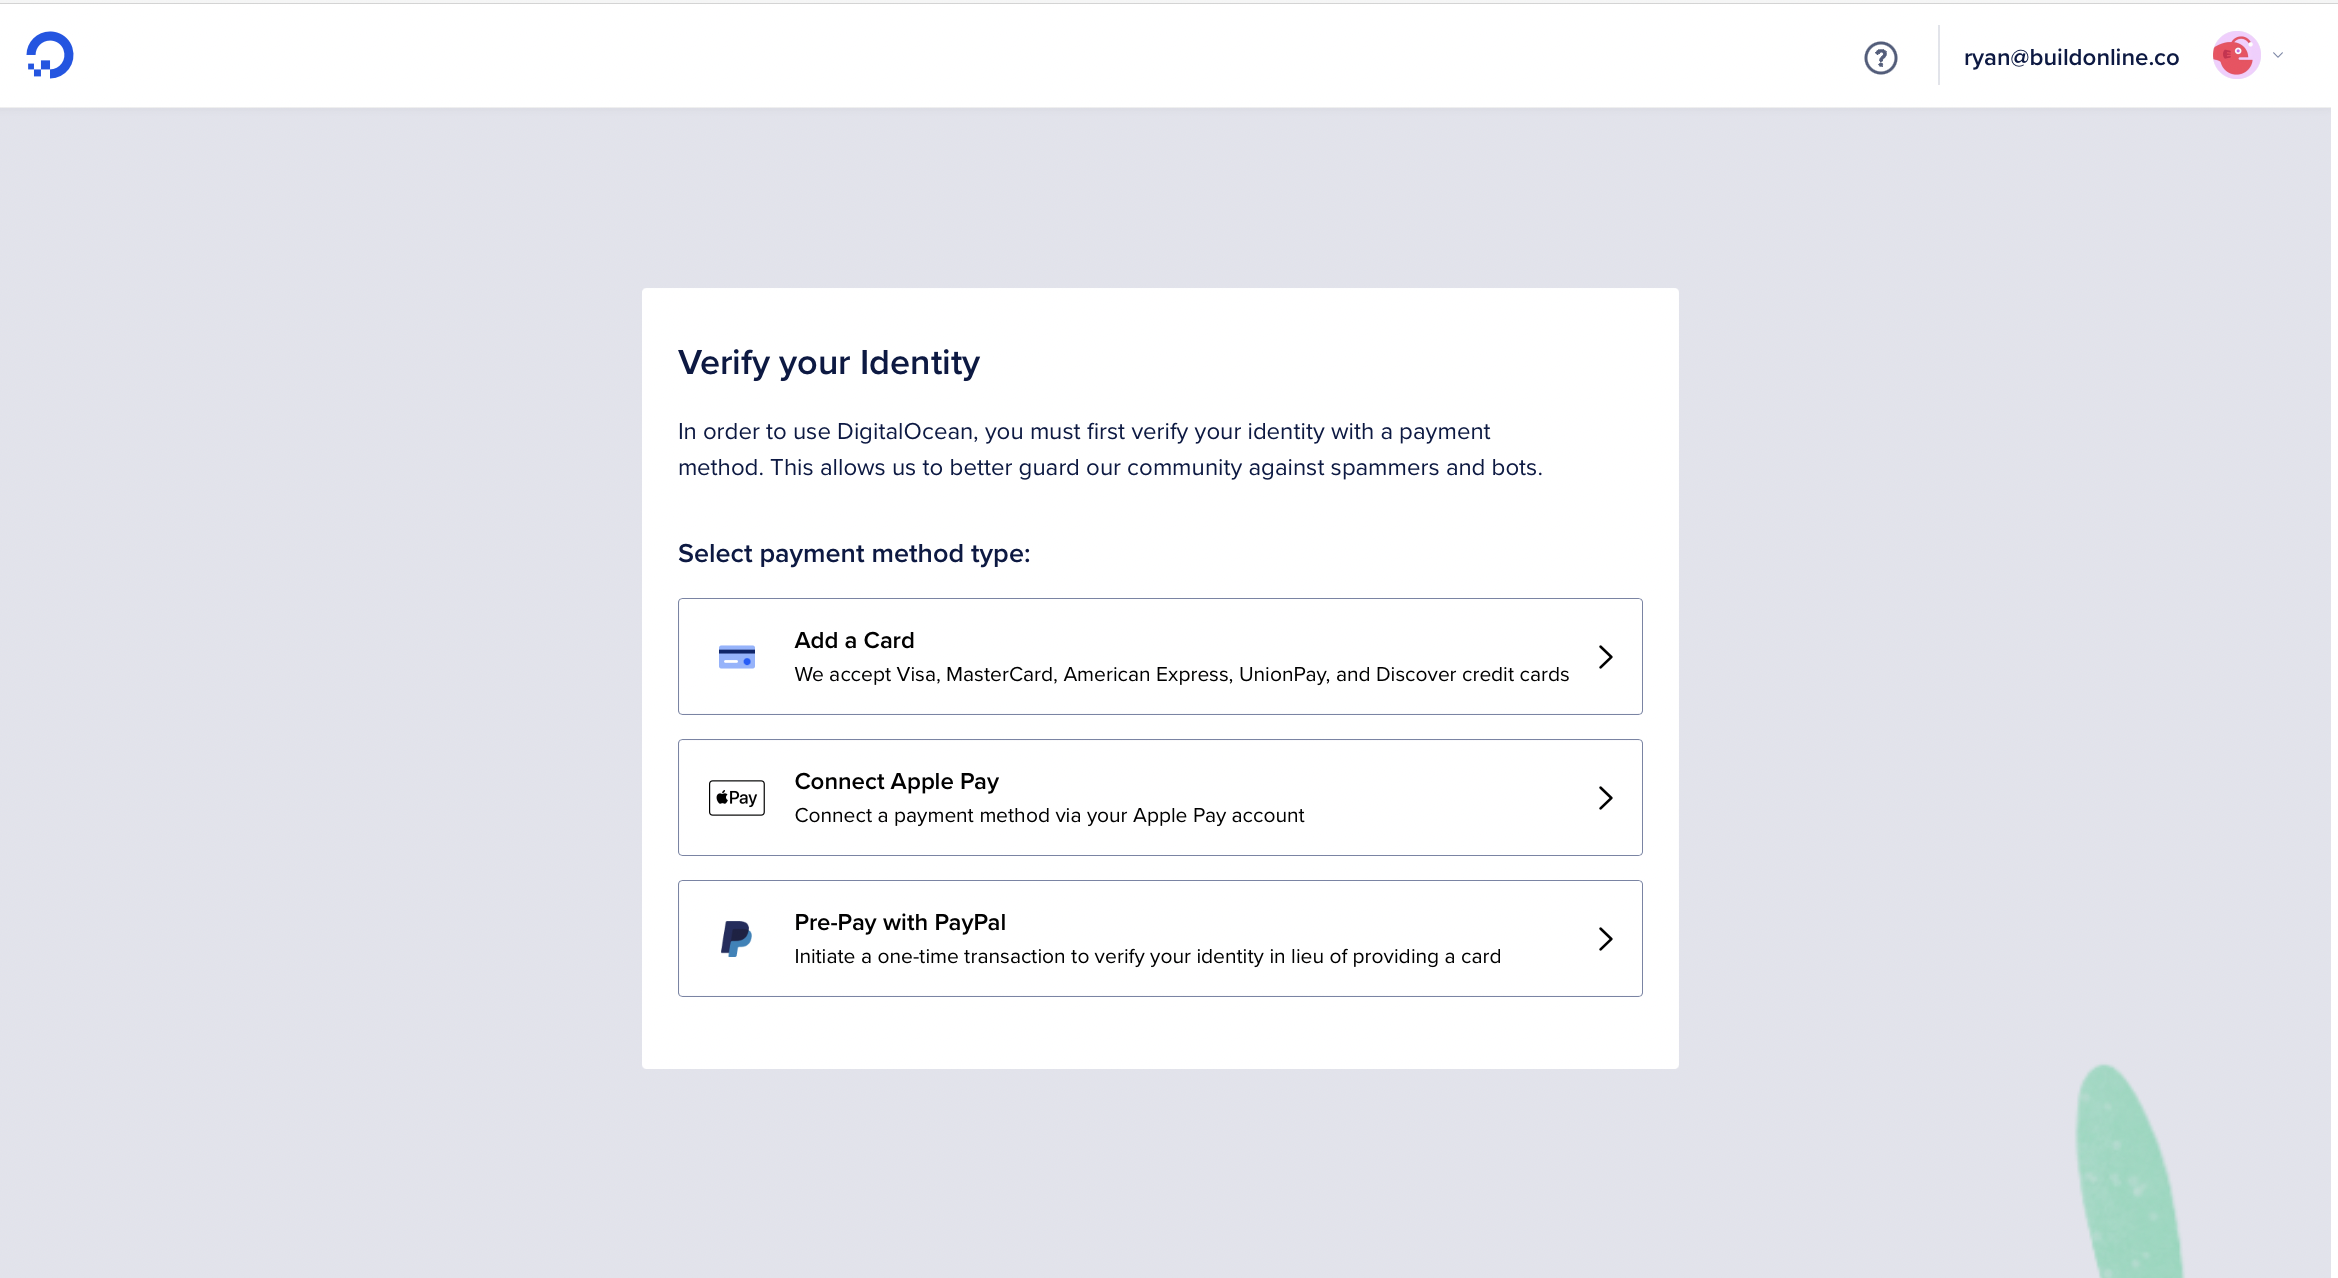 ryan@buildonline.co
Verify your Identity
In order to use DigitalOcean, you must first verify your identity with a payment
method. This allows us to better guard our community against spammers and bots.
Select payment method type:
Add a Card
We accept Visa, MasterCard, American Express, UnionPay, and Discover credit cards
Pay
Connect Apple Pay
Connect a payment method via your Apple Pay account
Pre-Pay with PayPal
Initiate a one-time transaction to verify your identity in lieu of providing a card